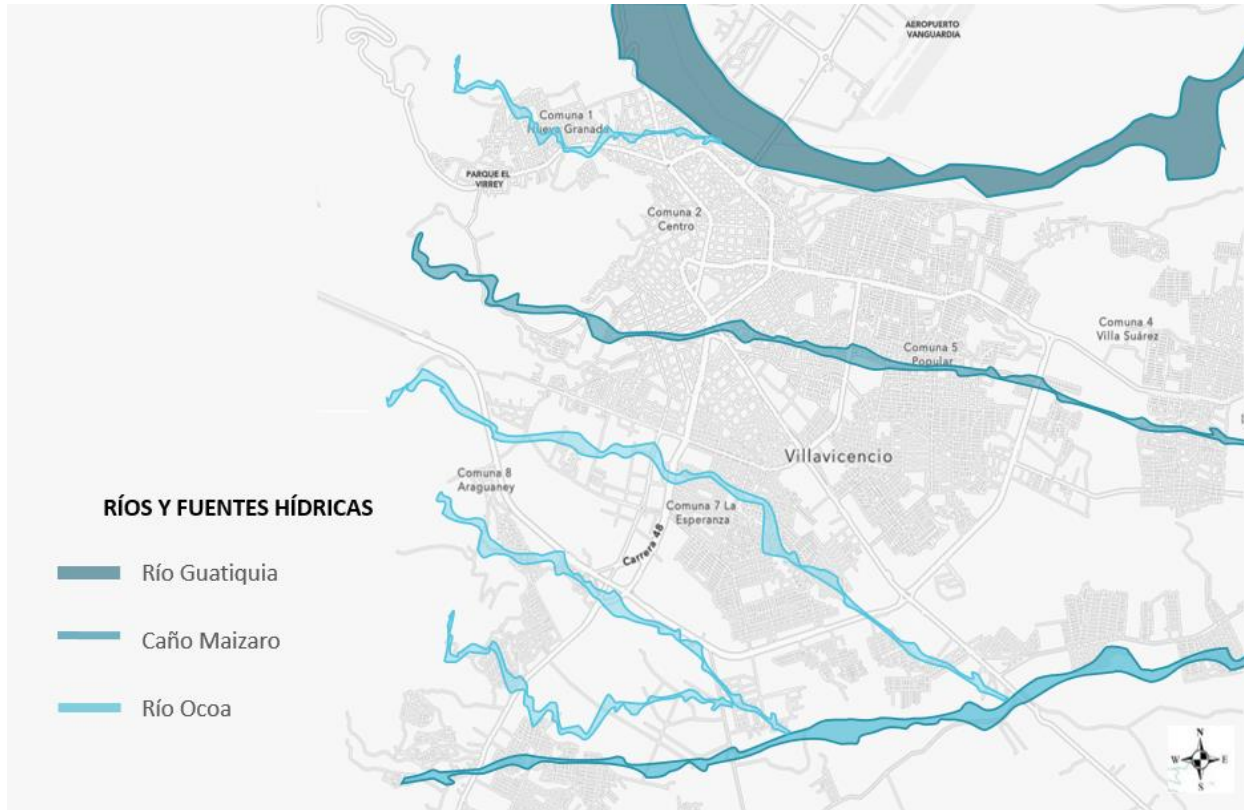 AEROPUERTO
VANGUARDIA
Comuna 1
Nueva Granada
PARQUE EL
VIRREY
Comuna 2
Centro
Comuna 4
Villa Suárez
Comuna 5
Popular
Villavicencio
Comuna 8
Araguaney
Comuna 7 La
Esperanza
Carrera 48
RÍOS Y FUENTES HÍDRICAS
Río Guatiquia
Caño Maizaro
Río Ocoa
N
W E
S